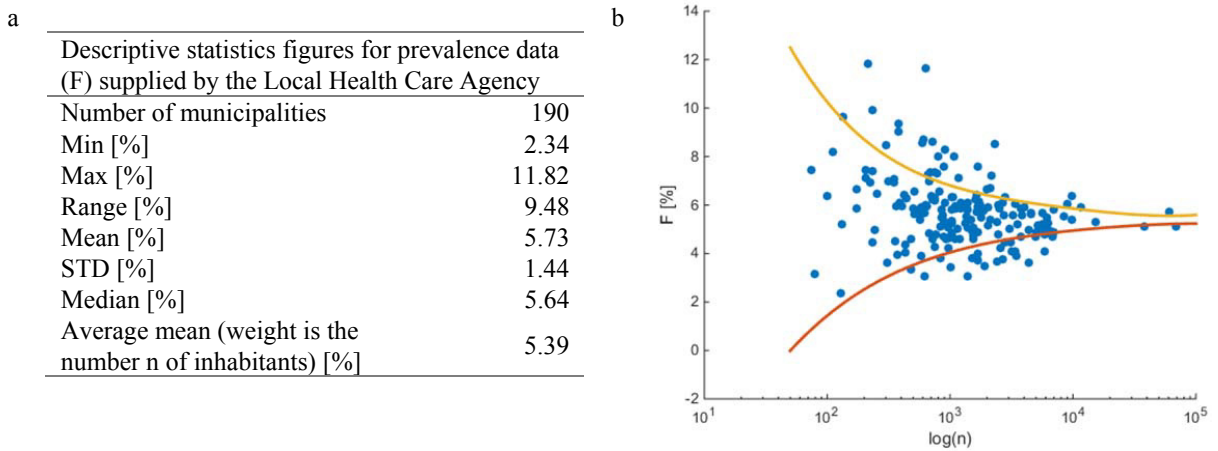 a
Descriptive statistics figures for prevalence data
(F) supplied by the Local Health Care Agency
Number of municipalities 190
Min [%] 2.34
Max [%] 11.82
Range [%] 9.48
Mean [%] 5.73
STD [%] 1.44
Median [%] 5.64
Average mean (weight is the
number n of inhabitants) [%] 5.39
b
14
12
10
8
6
4
2
0
-2
F [%]
10^1 10^2 10^3 10^4 10^5
log(n)